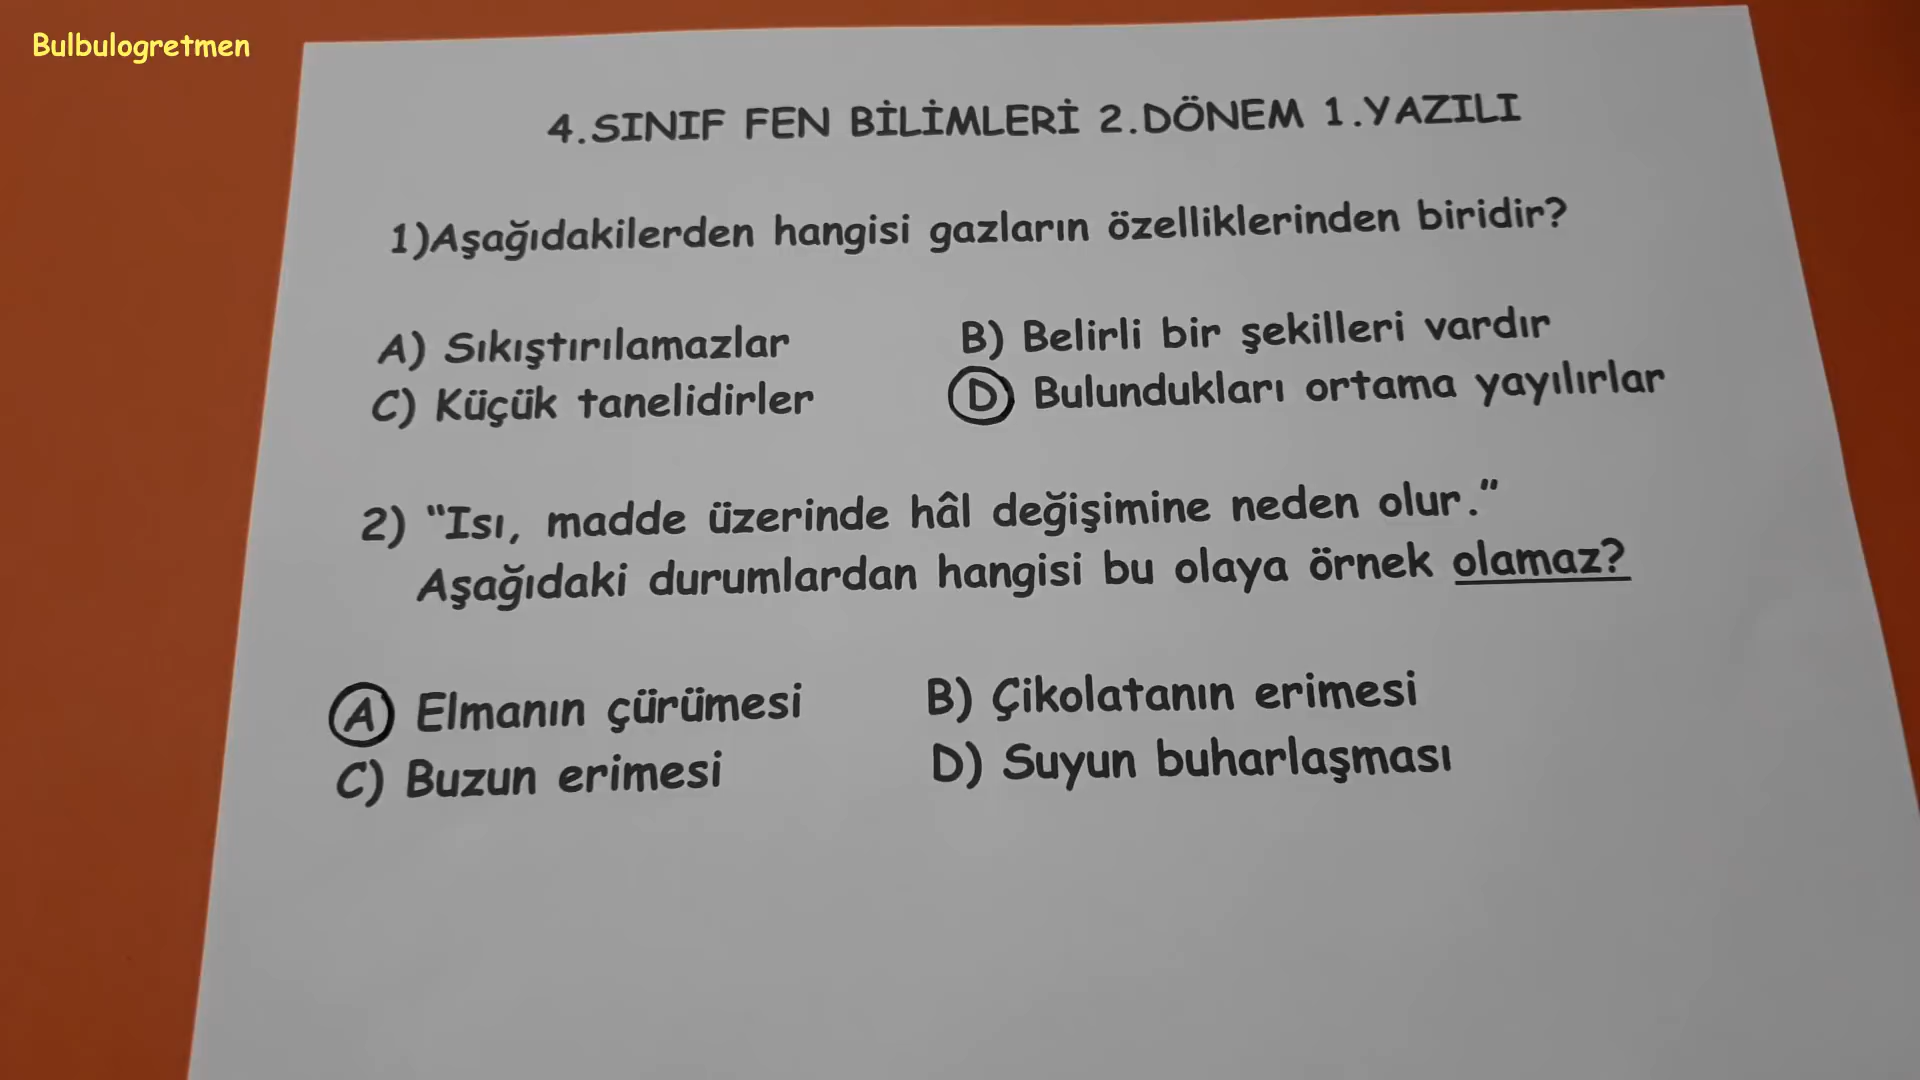 Bulbulogretmen
4.SINIF FEN BİLİMLERİ 2.DÖNEM 1.YAZILI
1)Aşağıdakilerden hangisi gazların özelliklerinden biridir?
A) Sıkıştırılamazlar B) Belirli bir şekilleri vardır
C) Küçük tanelidirler D) Bulundukları ortama yayılırlar
2) "Isı, madde üzerinde hâl değişimine neden olur."
Aşağıdaki durumlardan hangisi bu olaya örnek olamaz?
A) Elmanın çürümesi B) Çikolatanın erimesi
C) Buzun erimesi D) Suyun buharlaşması